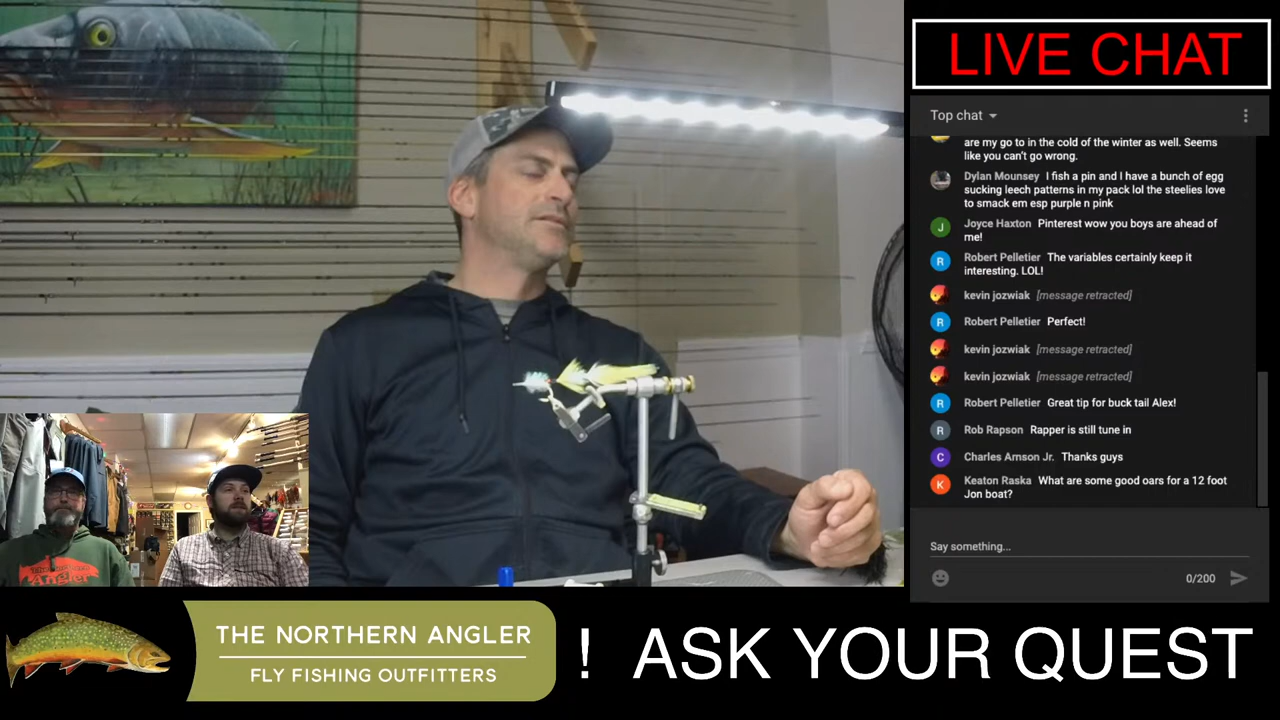 LIVE CHAT
Top chat
are my go to in the cold of the winter as well. Seems
like you can't go wrong.
Dylan Mounsey I fish a pin and I have a bunch of egg
sucking leech patterns in my pack lol the steelies love
to smack em esp purple n pink
J Joyce Haxton Pinterest wow you boys are ahead of
me!
R Robert Pelletier The variables certainly keep it
interesting. LOL!
kevin jozwiak [message retracted]
R Robert Pelletier Perfect!
kevin jozwiak [message retracted]
kevin jozwiak [message retracted]
R Robert Pelletier Great tip for buck tail Alex!
R Rob Rapson Rapper is still tune in
C Charles Amson Jr. Thanks guys
K Keaton Raska What are some good oars for a 12 foot
Jon boat?
Say something...
0/200
Angler
THE NORTHERN ANGLER
FLY FISHING OUTFITTERS
! ASK YOUR QUEST